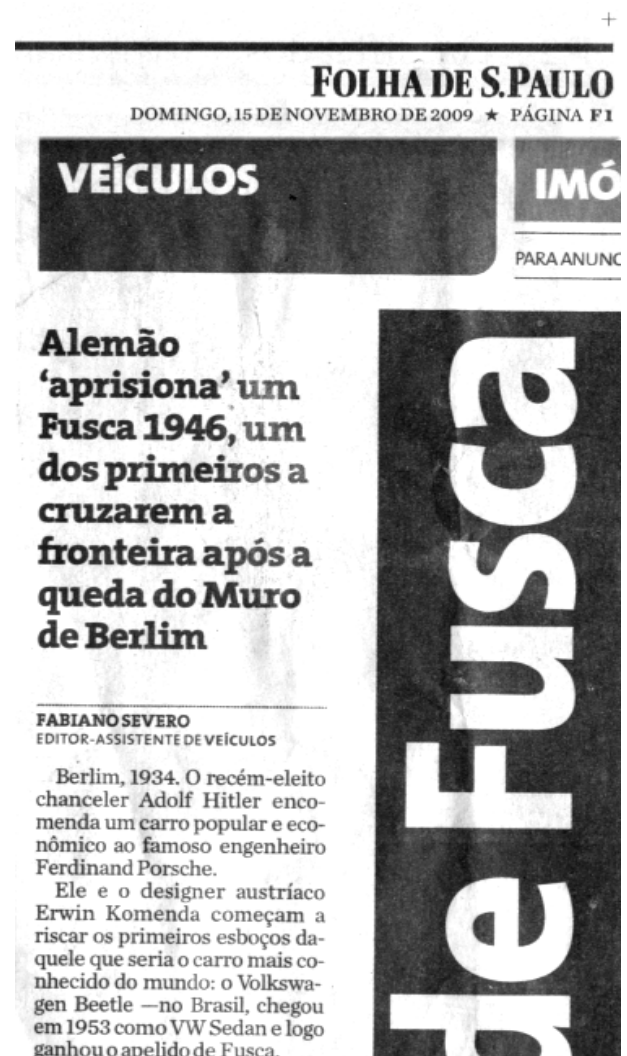 FOLHA DE S.PAULO
DOMINGO, 15 DE NOVEMBRO DE 2009 ★ PÁGINA F1
VEÍCULOS
IMÓ
PARA ANUNC
Alemão
‘aprisiona’ um
Fusca 1946, um
dos primeiros a
cruzarem a
fronteira após a
queda do Muro
de Berlim
FABIANO SEVERO
EDITOR-ASSISTENTE DE VEÍCULOS
Berlim, 1934. O recém-eleito
chanceler Adolf Hitler enco-
menda um carro popular e eco-
nômico ao famoso engenheiro
Ferdinand Porsche.
Ele e o designer austríaco
Erwin Komenda começam a
riscar os primeiros esboços da-
quele que seria o carro mais co-
nhecido do mundo: o Volkswa-
gen Beetle —no Brasil, chegou
em 1953 como VW Sedan e logo
ganhou o apelido de Fusca.
de Fusca